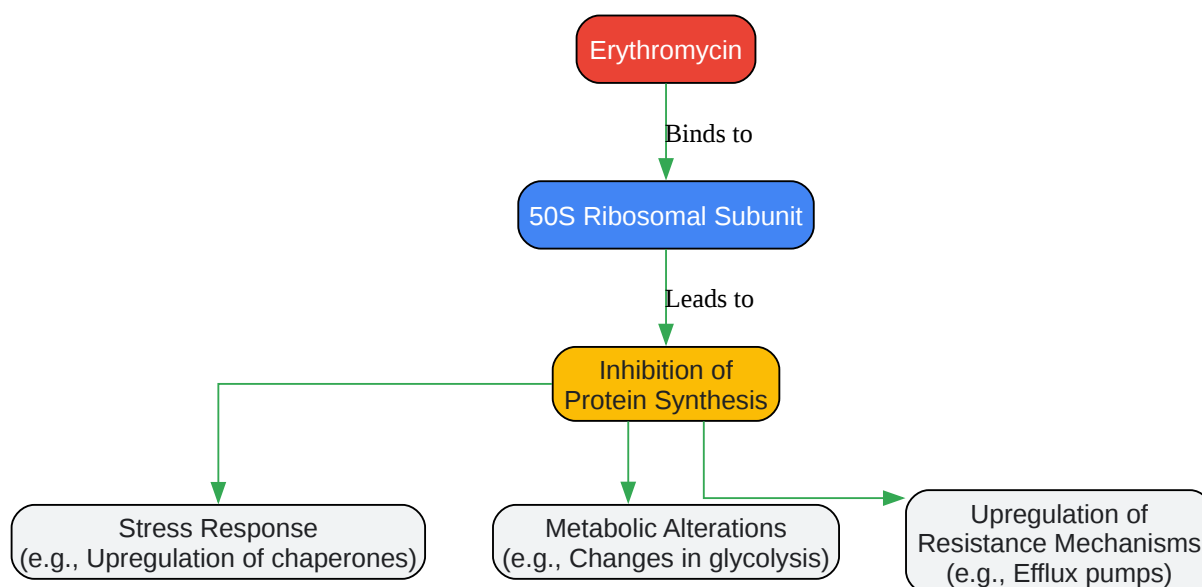 Erythromycin
Binds to
50S Ribosomal Subunit
Leads to
Inhibition of
Protein Synthesis
Stress Response
(e.g., Upregulation of chaperones)
Metabolic Alterations
(e.g., Changes in glycolysis)
Upregulation of
Resistance Mechanisms
(e.g., Efflux pumps)